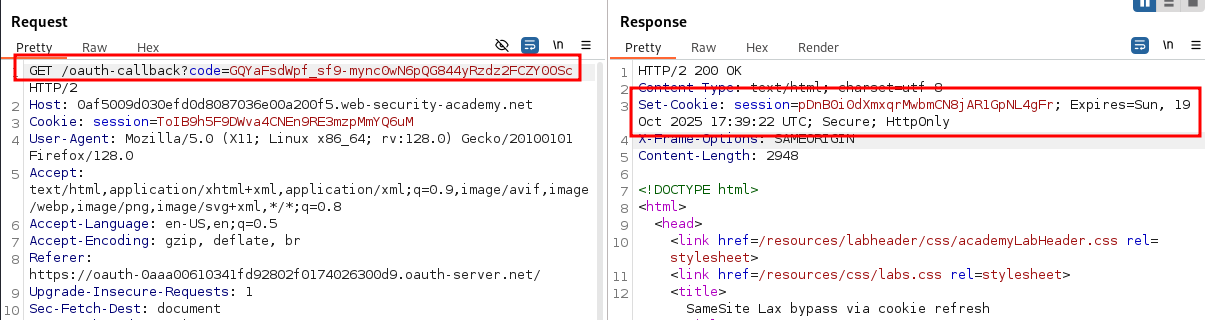 Request
Response
Pretty Raw Hex
\n
Pretty Raw Hex Render
\n
1 GET /oauth-callback?code=GQYaFsdWpf_sf9-mync0wN6pQG844yRzdz2FCZY0OSc
HTTP/2
2 Host: 0af5009d030efd0d8087036e00a200f5.web-security-academy.net
3 Cookie: session=ToIB9h5F9DWva4CNEn9RE3mzpMmYQ6uM
4 User-Agent: Mozilla/5.0 (X11; Linux x86_64; rv:128.0) Gecko/20100101
Firefox/128.0
5 Accept:
text/html,application/xhtml+xml,application/xml;q=0.9,image/avif,image
/webp,image/png,image/svg+xml,*/*;q=0.8
6 Accept-Language: en-US,en;q=0.5
7 Accept-Encoding: gzip, deflate, br
8 Referer:
https://oauth-0aaa00610341fd92802f0174026300d9.oauth-server.net/
9 Upgrade-Insecure-Requests: 1
10 Sec-Fetch-Dest: document
1 HTTP/2 200 OK
2 Content-Type: text/html; charset=utf-8
3 Set-Cookie: session=pDnB0i0dXmxqrMwbmCN8jAR1GpNL4gFr; Expires=Sun, 19
Oct 2025 17:39:22 UTC; Secure; HttpOnly
4 X-Frame-Options: SAMEORIGIN
5 Content-Length: 2948
6
7 <!DOCTYPE html>
8 <html>
9 <head>
10 <link href=/resources/labheader/css/academyLabHeader.css rel=
stylesheet>
11 <link href=/resources/css/labs.css rel=stylesheet>
12 <title>
SameSite Lax bypass via cookie refresh